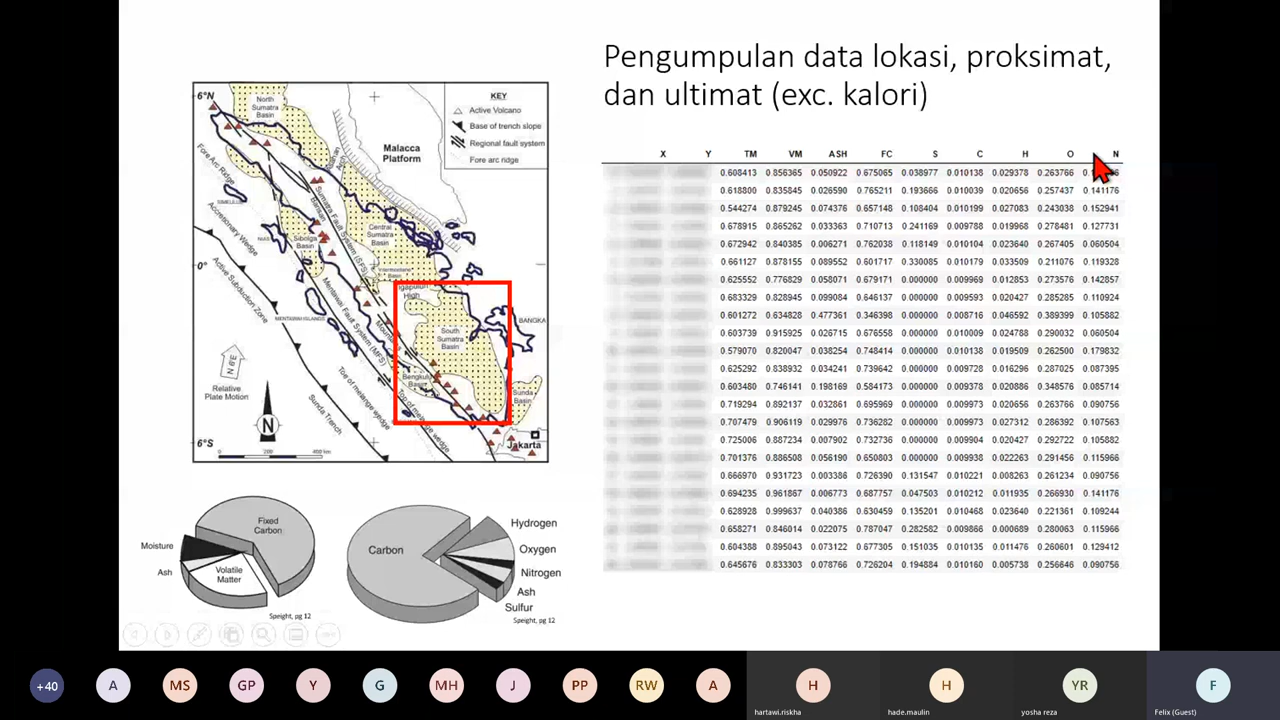 Pengumpulan data lokasi, proksimat,
dan ultimat (exc. kalori)
6°N
0°
6°S
North
Sumatra
Basin
KEY
Active Volcano
Base of trench slope
Regional fault system
Fore arc ridge
Malacca
Platform
Fore Arc Ridge
Accretionary Wedge
Active Subduction Zone
Sumatra Fault System (SFS)
Sibolga
Basin
Central
Sumatra
Basin
Mentawai Fault System (MFS)
MENTAWAI ISLANDS
High
South
Sumatra
Basin
BANGKA
Bengkulu
Basin
Sunda
Basin
Top of melange wedge
Top of melange wedge
Sunda Trench
N 8°E
Relative
Plate Motion
N
Jakarta
0 200 400 km
X Y TM VM ASH FC S C H O N
0.608413 0.856365 0.050922 0.675065 0.038977 0.010138 0.029378 0.263766
0.618800 0.835845 0.026590 0.765211 0.193666 0.010039 0.020656 0.257437 0.141176
0.544274 0.879245 0.074376 0.657148 0.108404 0.010199 0.027083 0.243038 0.152941
0.678915 0.865262 0.033363 0.710713 0.241169 0.009788 0.019968 0.278481 0.127731
0.672942 0.840385 0.006271 0.762038 0.118149 0.010104 0.023640 0.267405 0.060504
0.661127 0.878155 0.089552 0.601717 0.330085 0.010179 0.033509 0.211076 0.119328
0.625552 0.776829 0.058071 0.679171 0.000000 0.009969 0.012853 0.273576 0.142857
0.683329 0.828945 0.099084 0.646137 0.000000 0.009593 0.020427 0.285285 0.110924
0.601272 0.634828 0.477361 0.346398 0.000000 0.008716 0.046592 0.389399 0.105882
0.603739 0.915925 0.026715 0.676558 0.000000 0.010009 0.024788 0.290032 0.060504
0.579070 0.820047 0.038254 0.748414 0.000000 0.010138 0.019509 0.262500 0.179832
0.625292 0.838932 0.034241 0.739642 0.000000 0.009728 0.016296 0.287025 0.087395
0.603480 0.746141 0.198169 0.584173 0.000000 0.009378 0.020886 0.348576 0.085714
0.719294 0.892137 0.032861 0.695969 0.000000 0.009973 0.020656 0.263766 0.090756
0.707479 0.906119 0.029976 0.736282 0.000000 0.009973 0.027312 0.286392 0.107563
0.725006 0.887234 0.007902 0.732736 0.000000 0.009904 0.020427 0.292722 0.105882
0.701376 0.886508 0.056190 0.650803 0.000000 0.009938 0.022263 0.291456 0.115966
0.666970 0.931723 0.003386 0.726390 0.131547 0.010221 0.008263 0.261234 0.090756
0.694235 0.961867 0.006773 0.687757 0.047503 0.010212 0.011935 0.266930 0.141176
0.628928 0.999637 0.040386 0.630459 0.135201 0.010468 0.023640 0.221361 0.109244
0.658271 0.846014 0.022075 0.787047 0.282582 0.009866 0.000689 0.280063 0.115966
0.604388 0.895043 0.073122 0.677305 0.151035 0.010135 0.011476 0.260601 0.129412
0.645676 0.833303 0.078766 0.726204 0.194884 0.010160 0.005738 0.256646 0.090756
Fixed
Carbon
Moisture
Ash
Volatile
Matter
Speight, pg 12
Carbon
Hydrogen
Oxygen
Nitrogen
Ash
Sulfur
Speight, pg 12
+40 A MS GP Y G MH J PP RW A H H YR F
hartawi.riskha hade.maulin yosha reza Felix (Guest)